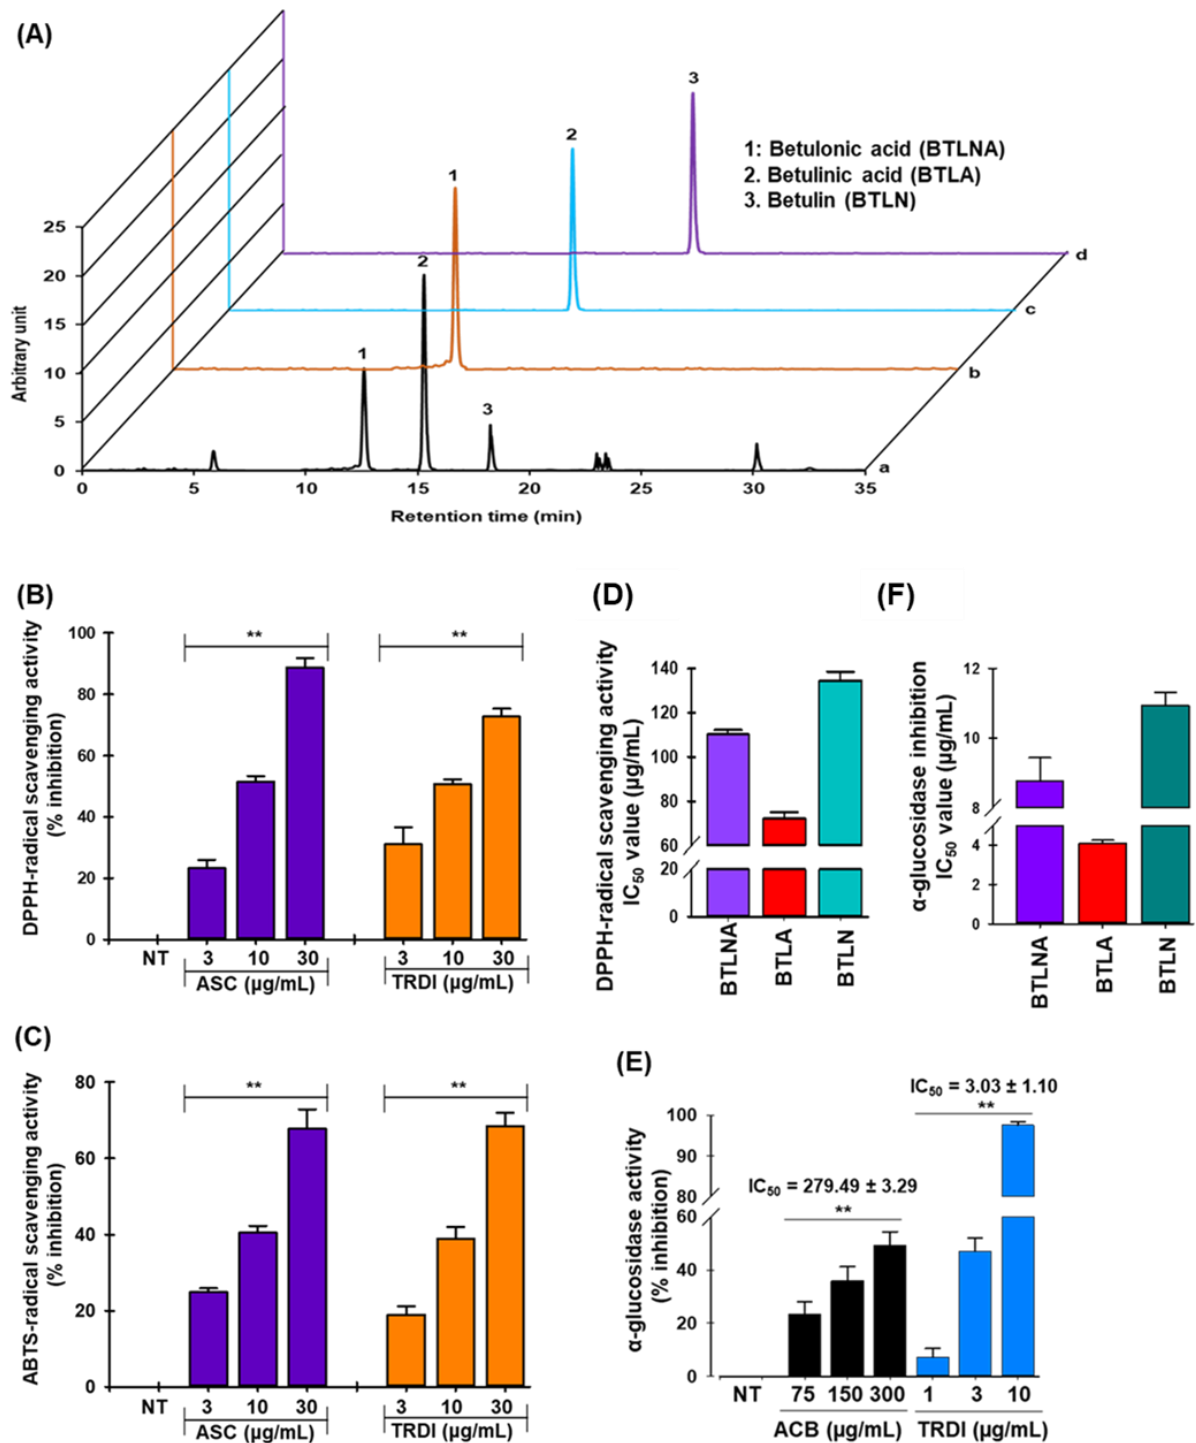 (A)
3
2
1: Betulonic acid (BTLNA)
2. Betulinic acid (BTLA)
3. Betulin (BTLN)
1
25
2
d
20
c
15
1
Arbitrary unit
10
b
3
5
0
a
0 5 10 15 20 25 30 35
Retention time (min)
(B)
DPPH-radical scavenging activity
(% inhibition)
100
80
60
40
20
0
** **
NT 3 10 30 3 10 30
ASC (µg/mL) TRDI (µg/mL)
(D)
DPPH-radical scavenging activity
IC50 value (µg/mL)
140
120
100
80
60
20
0
BTLNA BTLA BTLN
(F)
α-glucosidase inhibition
IC50 value (µg/mL)
12
10
8
4
2
0
BTLNA BTLA BTLN
(C)
ABTS-radical scavenging activity
(% inhibition)
80
60
40
20
0
** **
NT 3 10 30 3 10 30
ASC (µg/mL) TRDI (µg/mL)
(E)
α-glucosidase activity
(% inhibition)
IC50 = 3.03 ± 1.10
**
100
90
80
60
40
20
0
IC50 = 279.49 ± 3.29
**
NT 75 150 300 1 3 10
ACB (µg/mL) TRDI (µg/mL)